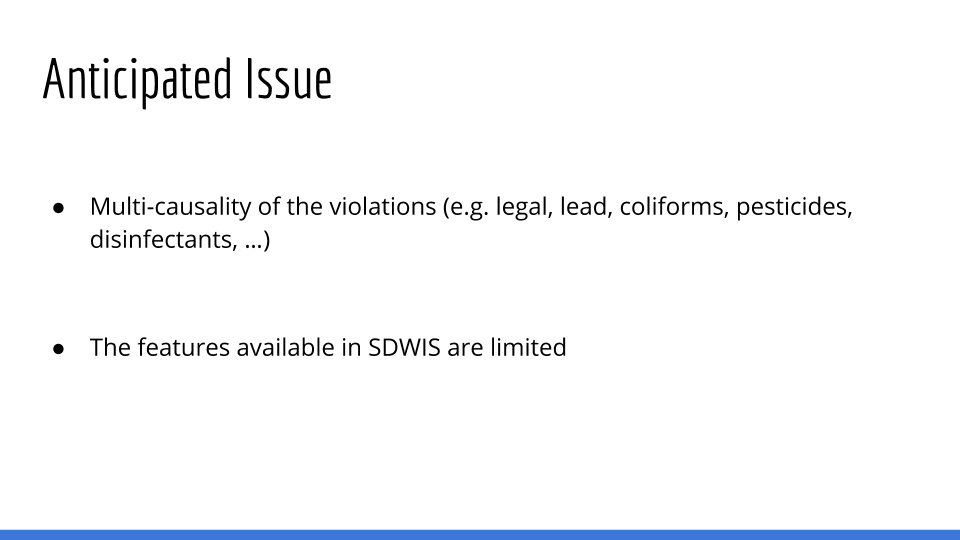 Anticipated Issue
● Multi-causality of the violations (e.g. legal, lead, coliforms, pesticides,
disinfectants, ...)
● The features available in SDWIS are limited